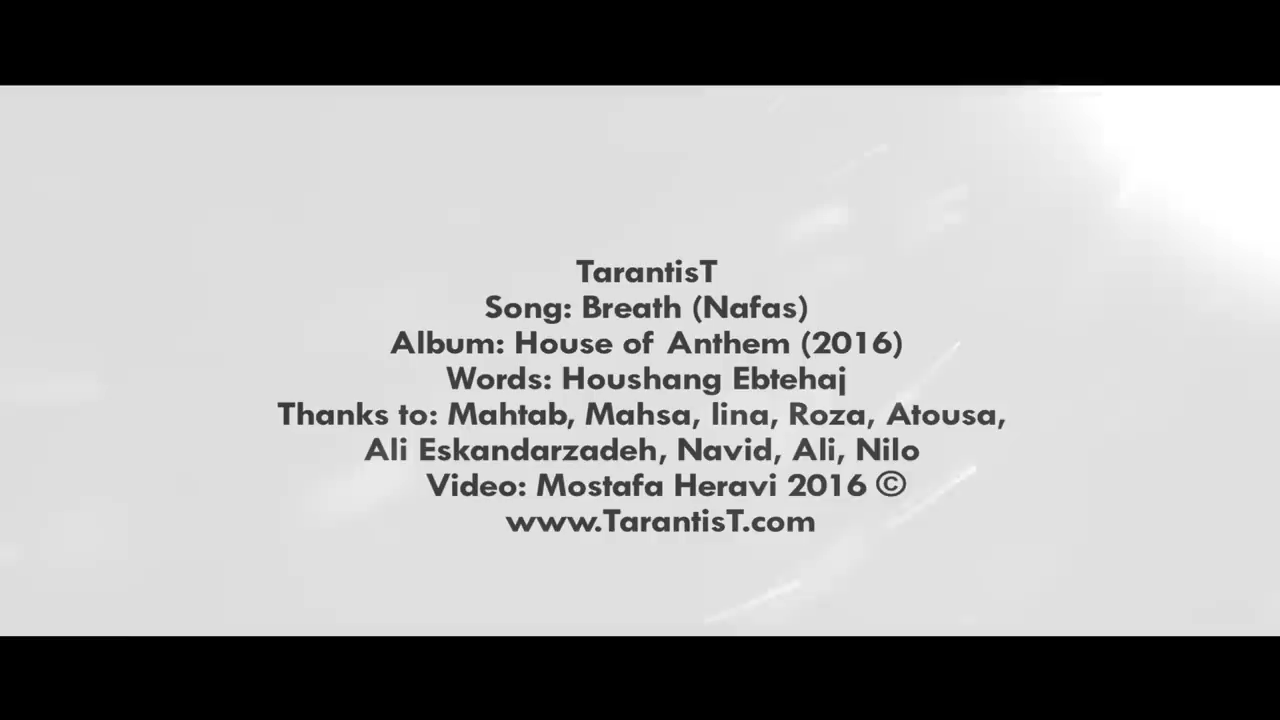 TarantisT
Song: Breath (Nafas)
Album: House of Anthem (2016)
Words: Houshang Ebtehaj
Thanks to: Mahtab, Mahsa, lina, Roza, Atousa,
Ali Eskandarzadeh, Navid, Ali, Nilo
Video: Mostafa Heravi 2016 ©
www.TarantisT.com